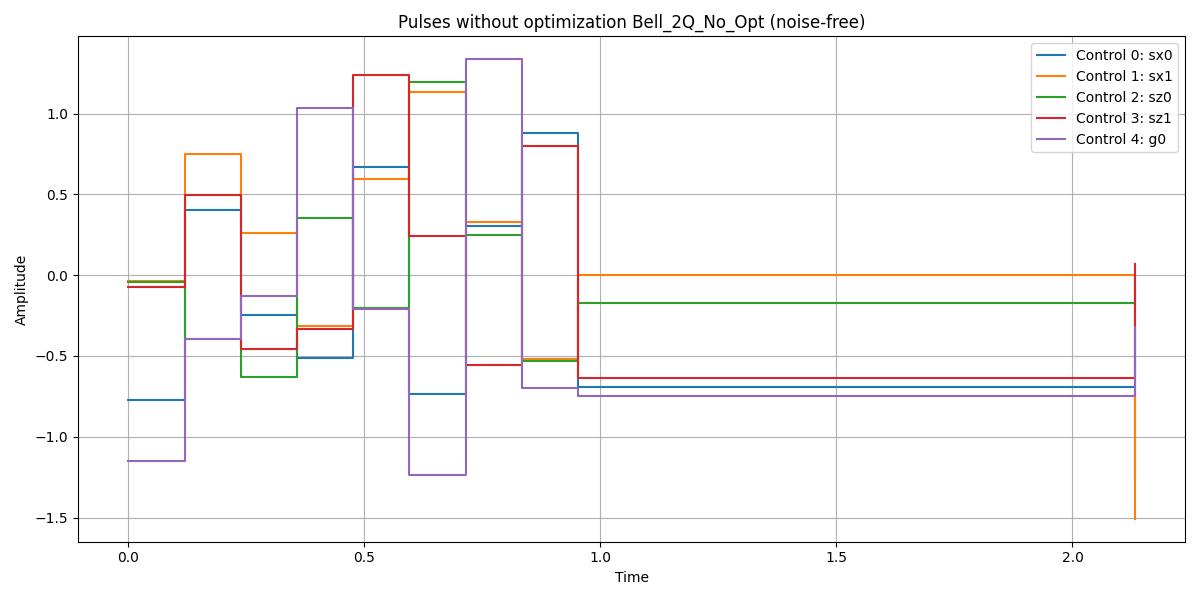 Pulses without optimization Bell_2Q_No_Opt (noise-free)
Control 0: sx0
Control 1: sx1
Control 2: sz0
Control 3: sz1
Control 4: g0
Amplitude
1.0
0.5
0.0
−0.5
−1.0
−1.5
0.0 0.5 1.0 1.5 2.0
Time